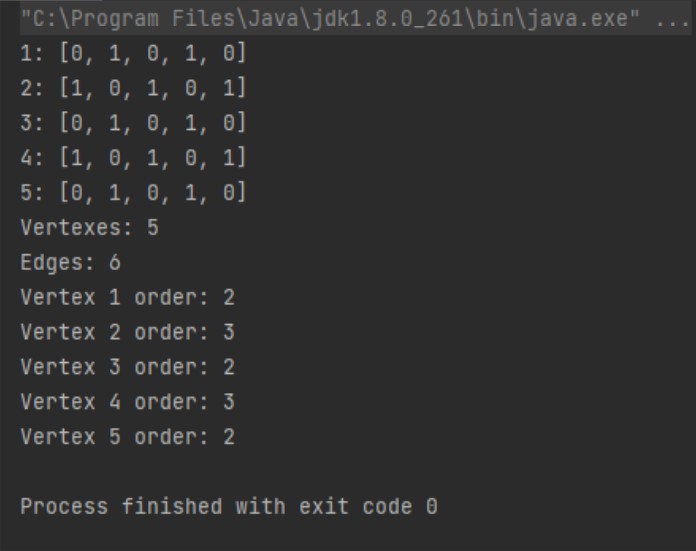 "C:\Program Files\Java\jdk1.8.0_261\bin\java.exe" ...
1: [0, 1, 0, 1, 0]
2: [1, 0, 1, 0, 1]
3: [0, 1, 0, 1, 0]
4: [1, 0, 1, 0, 1]
5: [0, 1, 0, 1, 0]
Vertexes: 5
Edges: 6
Vertex 1 order: 2
Vertex 2 order: 3
Vertex 3 order: 2
Vertex 4 order: 3
Vertex 5 order: 2
Process finished with exit code 0